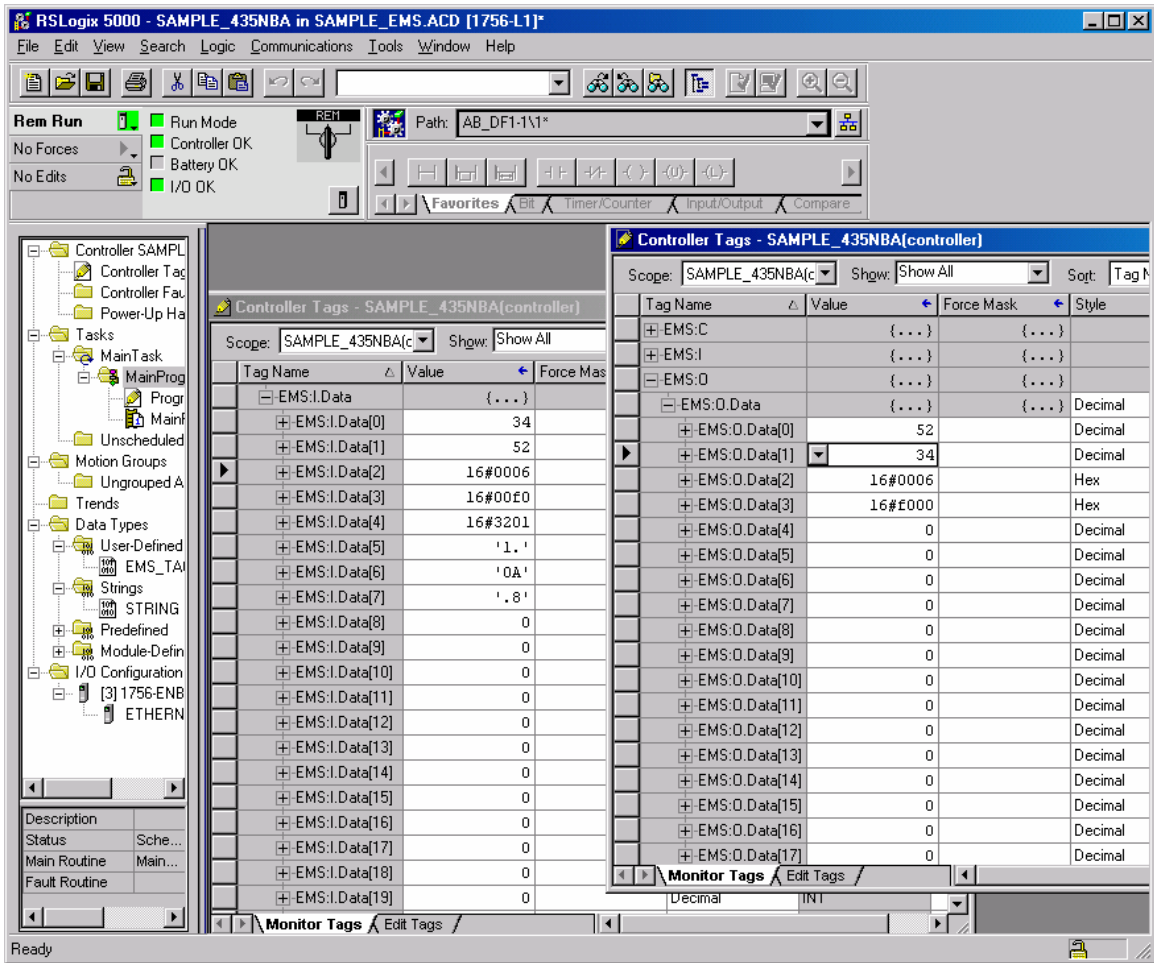 RSLogix 5000 - SAMPLE_435NBA in SAMPLE_EMS.ACD [1756-L1]*
File Edit View Search Logic Communications Tools Window Help
Rem Run
No Forces
No Edits
Run Mode
Controller OK
Battery OK
I/O OK
REM
Path: AB_DF1-1\1*
Favorites Bit Timer/Counter Input/Output Compare
Controller SAMPL
Controller Tag
Controller Fau
Power-Up Ha
Tasks
MainTask
MainProg
Progr
MainF
Unscheduled
Motion Groups
Ungrouped A
Trends
Data Types
User-Defined
EMS_TA
Strings
STRING
Predefined
Module-Defin
I/O Configuration
[3] 1756-ENB
ETHERN
Description
Status Sche...
Main Routine Main...
Fault Routine
Controller Tags - SAMPLE_435NBA(controller)
Scope: SAMPLE_435NBA(c Show: Show All
Tag Name Value Force Mas
EMS:I.Data {...}
EMS:I.Data[0] 34
EMS:I.Data[1] 52
EMS:I.Data[2] 16#0006
EMS:I.Data[3] 16#00f0
EMS:I.Data[4] 16#3201
EMS:I.Data[5] '1.'
EMS:I.Data[6] '0A'
EMS:I.Data[7] '.8'
EMS:I.Data[8] 0
EMS:I.Data[9] 0
EMS:I.Data[10] 0
EMS:I.Data[11] 0
EMS:I.Data[12] 0
EMS:I.Data[13] 0
EMS:I.Data[14] 0
EMS:I.Data[15] 0
EMS:I.Data[16] 0
EMS:I.Data[17] 0
EMS:I.Data[18] 0
EMS:I.Data[19] 0 Decimal INT
Monitor Tags Edit Tags
Controller Tags - SAMPLE_435NBA(controller)
Scope: SAMPLE_435NBA(c Show: Show All Sort: Tag N
Tag Name Value Force Mask Style
EMS:C {...} {...}
EMS:I {...} {...}
EMS:O {...} {...}
EMS:O.Data {...} {...} Decimal
EMS:O.Data[0] 52 Decimal
EMS:O.Data[1] 34 Decimal
EMS:O.Data[2] 16#0006 Hex
EMS:O.Data[3] 16#f000 Hex
EMS:O.Data[4] 0 Decimal
EMS:O.Data[5] 0 Decimal
EMS:O.Data[6] 0 Decimal
EMS:O.Data[7] 0 Decimal
EMS:O.Data[8] 0 Decimal
EMS:O.Data[9] 0 Decimal
EMS:O.Data[10] 0 Decimal
EMS:O.Data[11] 0 Decimal
EMS:O.Data[12] 0 Decimal
EMS:O.Data[13] 0 Decimal
EMS:O.Data[14] 0 Decimal
EMS:O.Data[15] 0 Decimal
EMS:O.Data[16] 0 Decimal
EMS:O.Data[17] 0 Decimal
Monitor Tags Edit Tags
Ready